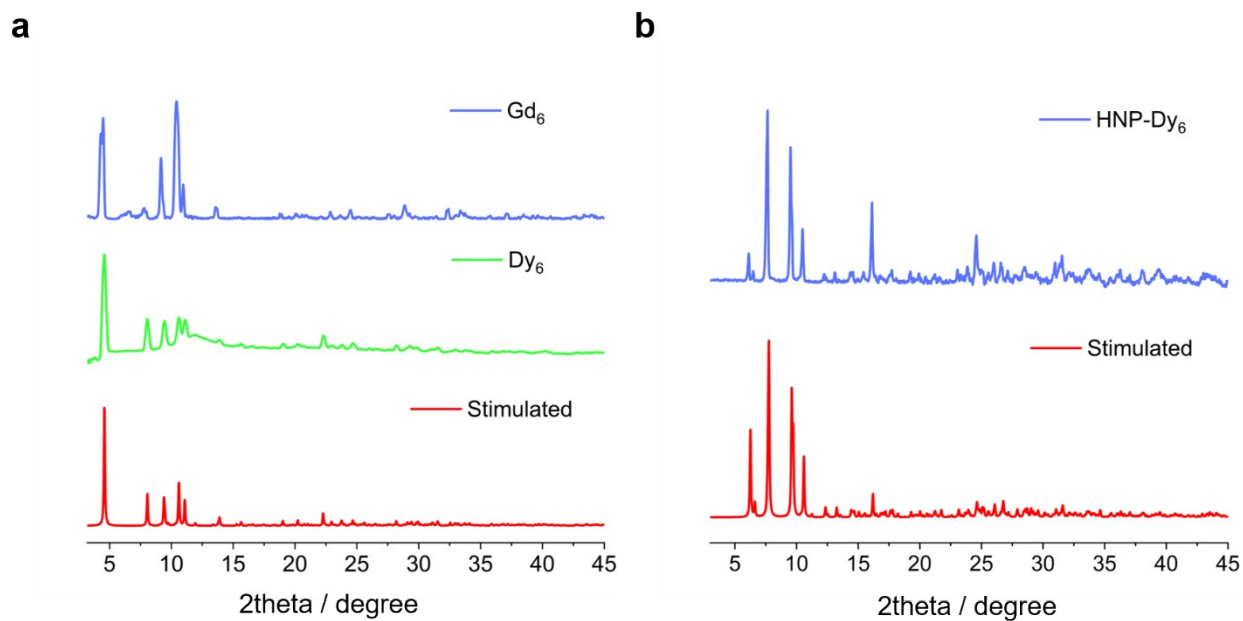 a
b
Gd₆
HNP-Dy₆
Dy₆
Stimulated
Stimulated
5 10 15 20 25 30 35 40 45
5 10 15 20 25 30 35 40 45
2theta / degree
2theta / degree